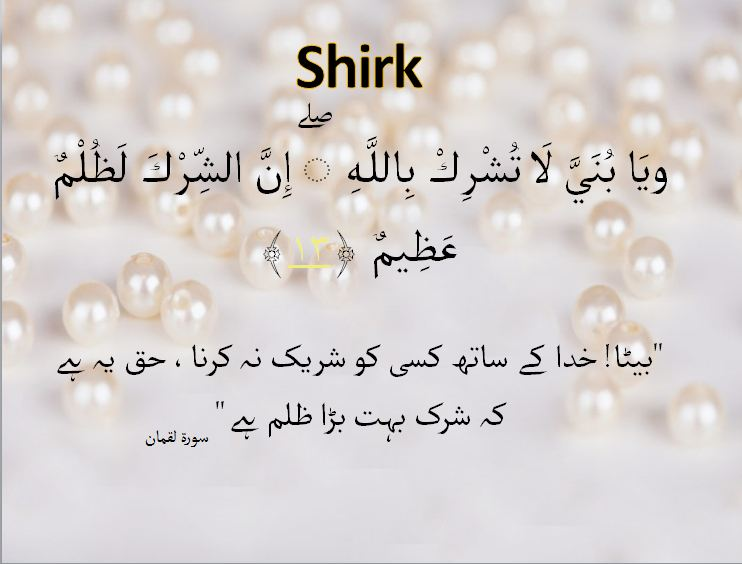 Shirk
ويَا بُنَيَّ لَا تُشْرِكْ بِاللَّهِ ۖ إِنَّ الشِّرْكَ لَظُلْمٌ
عَظِيمٌ ﴿١٣﴾
"بیٹا! خدا کے ساتھ کسی کو شریک نہ کرنا ، حق یہ ہے
کہ شرک بہت بڑا ظلم ہے "
سورۃ لقمان